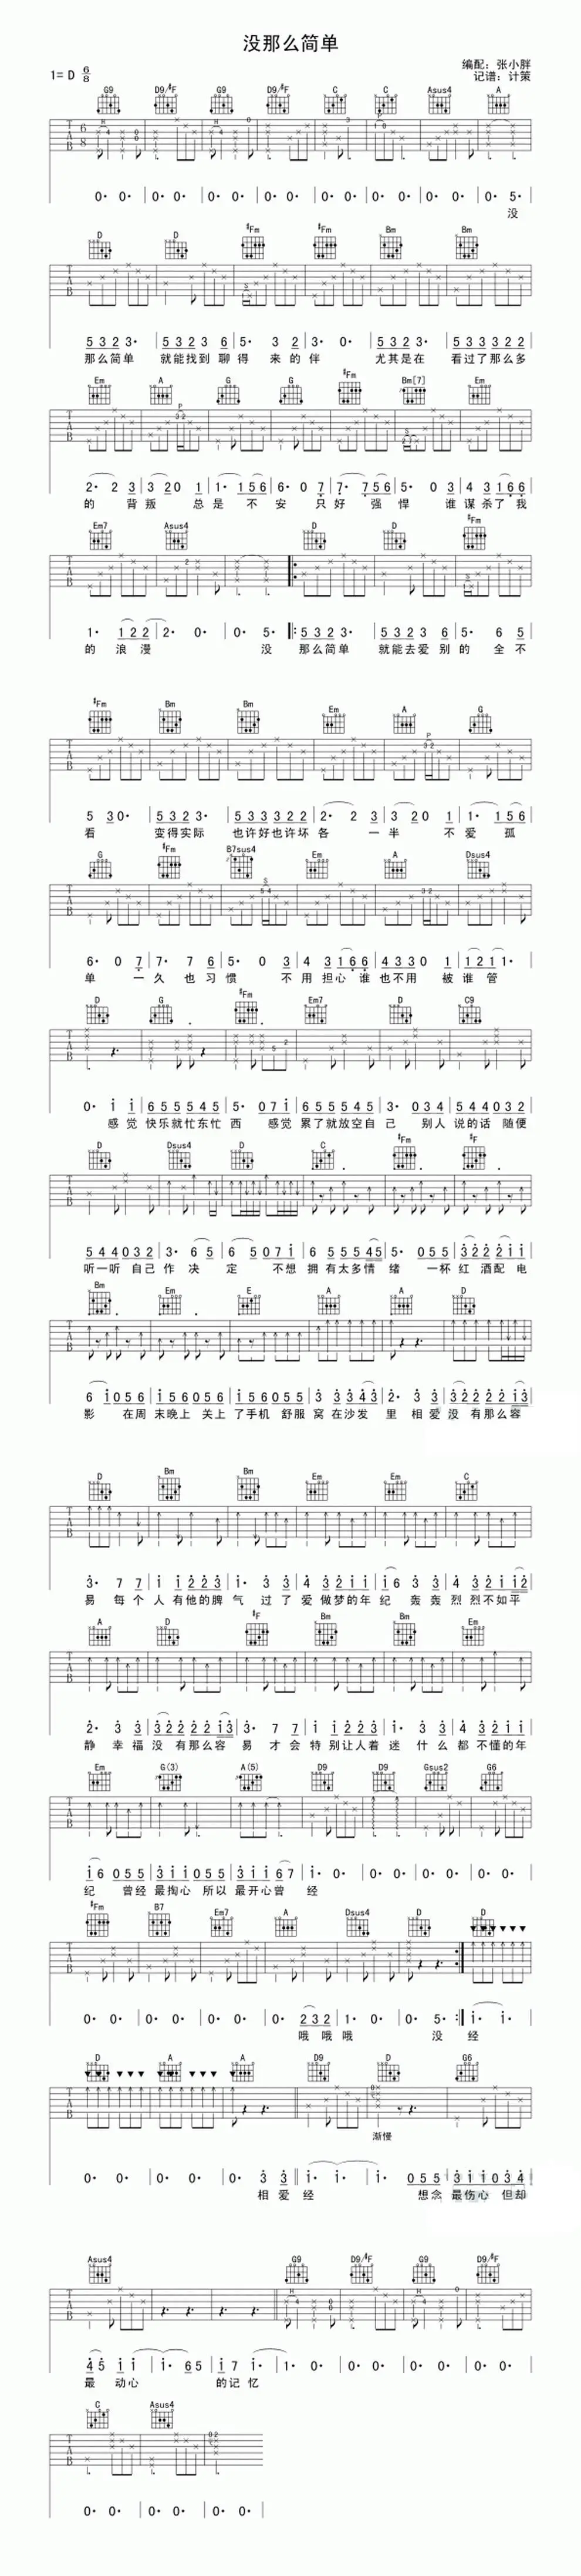 没那么简单
编配：张小胖
1= D 6/8 记谱：计策
G9 D9/#F G9 D9/#F C C Asus4 A
0· 0· 0· 0· 0· 0· 0· 0· 0· 0· 0· 0· 0· 0· 0· 5·
没
D D #Fm #Fm Bm Bm
5 3 2 3· 5 3 2 3 6 5· 3 2 3· 0· 5 3 2 3· 5 3 3 3 2 2
那么简单 就能找到 聊得 来的伴 尤其是在 看过了那么多
Em A G G #Fm Bm[7] Em
2· 2 3 3 2 0 1 1· 1 5 6 6· 0 7 7· 7 5 6 5· 0 3 4 3 1 6 6
的 背叛 总是不安 只好强悍 谁谋杀了我
Em7 Asus4 D D #Fm
1· 1 2 2 2· 0· 0· 5· 5 3 2 3· 5 3 2 3 6 5· 6 5
的 浪漫 没 那么简单 就能去爱别的 全不
#Fm Bm Bm Em A G
5 3 0· 5 3 2 3· 5 3 3 3 2 2 2· 2 3 3 2 0 1 1· 1 5 6
看 变得实际 也许好也许坏各 一半 不爱孤
G #Fm B7sus4 Em A Dsus4
6· 0 7 7· 7 6 5· 0 3 4 3 1 6 6 4 3 3 0 1 1 2 1 1·
单 一久也习惯 不用担心谁也不用 被谁管
D G #Fm Em7 D C9
0· i i 6 5 5 5 4 5 5· 0 7 i 6 5 5 5 4 5 3· 0 3 4 5 4 4 0 3 2
感觉 快乐就忙东忙西 感觉 累了就放空自己 别人说的话 随便
D Dsus4 D C #Fm #F
5 4 4 0 3 2 3· 6 5 6 5 0 7 i 6 5 5 5 4 5 5· 0 5 5 3 2 2 2 i i
听一听 自己作决定 不想拥有太多情绪 一杯红酒配电
Bm Em E A A D
6 i 0 5 6 i 5 6 0 5 6 i 5 6 0 5 5 3 3 3 4 3 2· 3 3 3 2 2 2 2 i 3
影 在周末晚上 关上了手机 舒服窝在沙发里 相爱没有那么容
D Bm Bm Em Em C
3· 7 7 i i 2 2 3 i· 3 3 4 3 2 i i i 6 3 3 4 3 2 i i 2
易 每个人有他的脾气 过了爱做梦的年纪 轰轰烈烈不如平
A D #F Bm Bm Em
2· 3 3 3 2 2 2 2 i 3 3· 7 7 i i 2 2 3 i· 3 3 4 3 2 i i
静 幸福没有那么容易 才会特别让人着迷 什么都不懂的年
Em G(3) A(5) D9 D9 Gsus2 G6
i 6 0 5 5 3 i i 0 5 5 3 i i 6 7 i· 0· 0· 0· 0· 0· 0· 0·
纪 曾经最掏心 所以最开心曾经
#Fm B7 Em7 A Dsus4 D D
0· 0· 0· 0· 0· 0· 0· 2 3 2 1· 0· 0· 5· i· i·
哦哦哦 没 经
D A A D9 D G6
渐慢
0· 0· 0· 0· 0· 3 3 i· i· i· 0 5 5 3 i i 0 3 4
相爱经 想念最伤心 但却
Asus4 G9 D9/#F G9 D9/#F
4 5 i i i· 6 5 i 7 i· 1· 0· 0· 0· 0· 0· 0· 0·
最 动心 的记忆
C Asus4
0· 0· 0· 0· 0· 0·